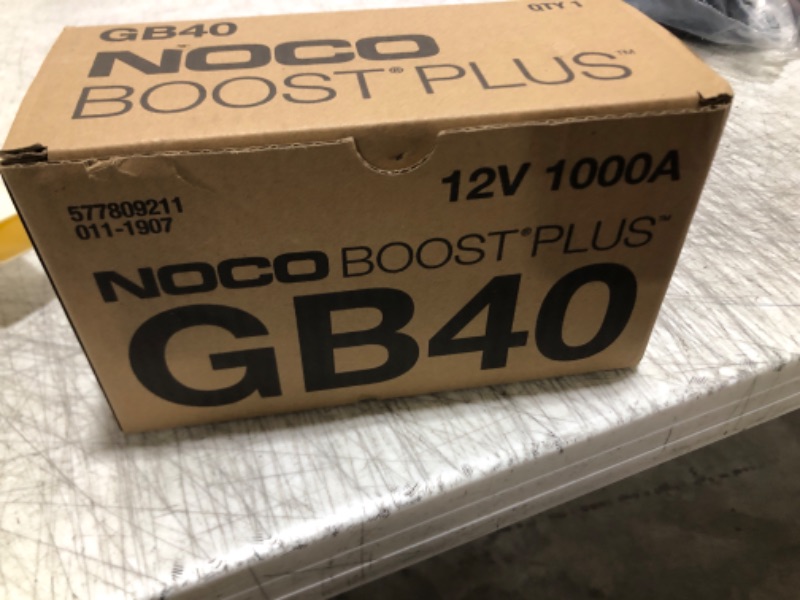 GB40
QTY 1
NOCO
BOOST® PLUS™
12V 1000A
577809211
011-1907
NOCO BOOST® PLUS™
GB40